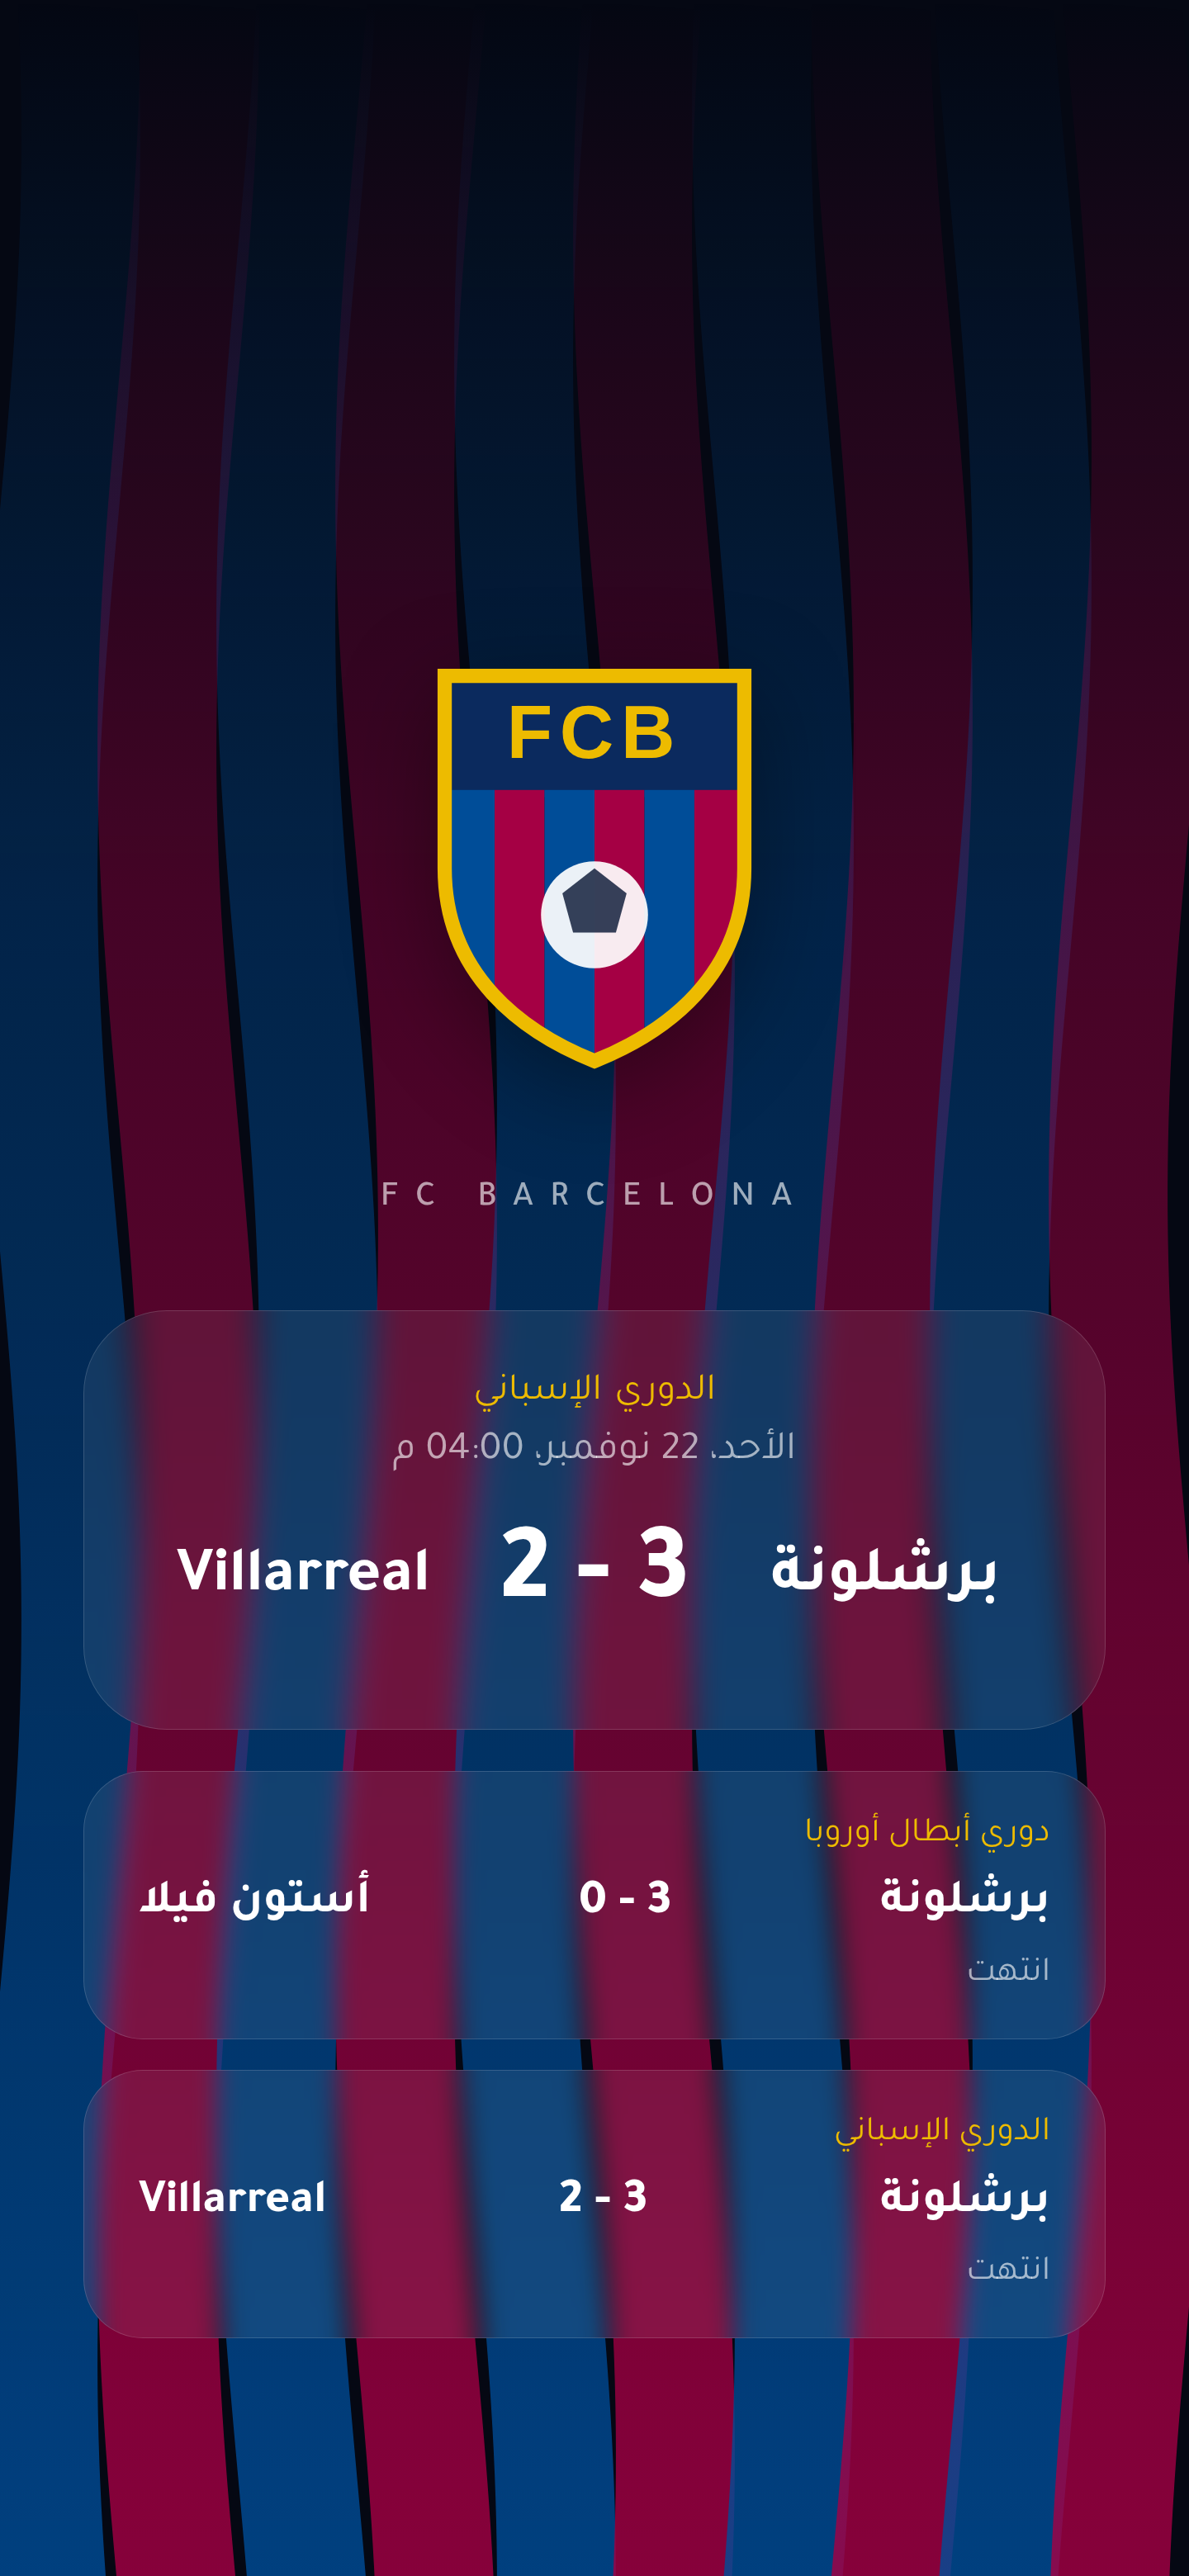 FCB
FC BARCELONA
الدوري الإسباني
الأحد، 22 نوفمبر، 04:00 م
برشلونة 3 - 2 Villarreal
دوري أبطال أوروبا
برشلونة 3 - 0 أستون فيلا
انتهت
الدوري الإسباني
برشلونة 3 - 2 Villarreal
انتهت